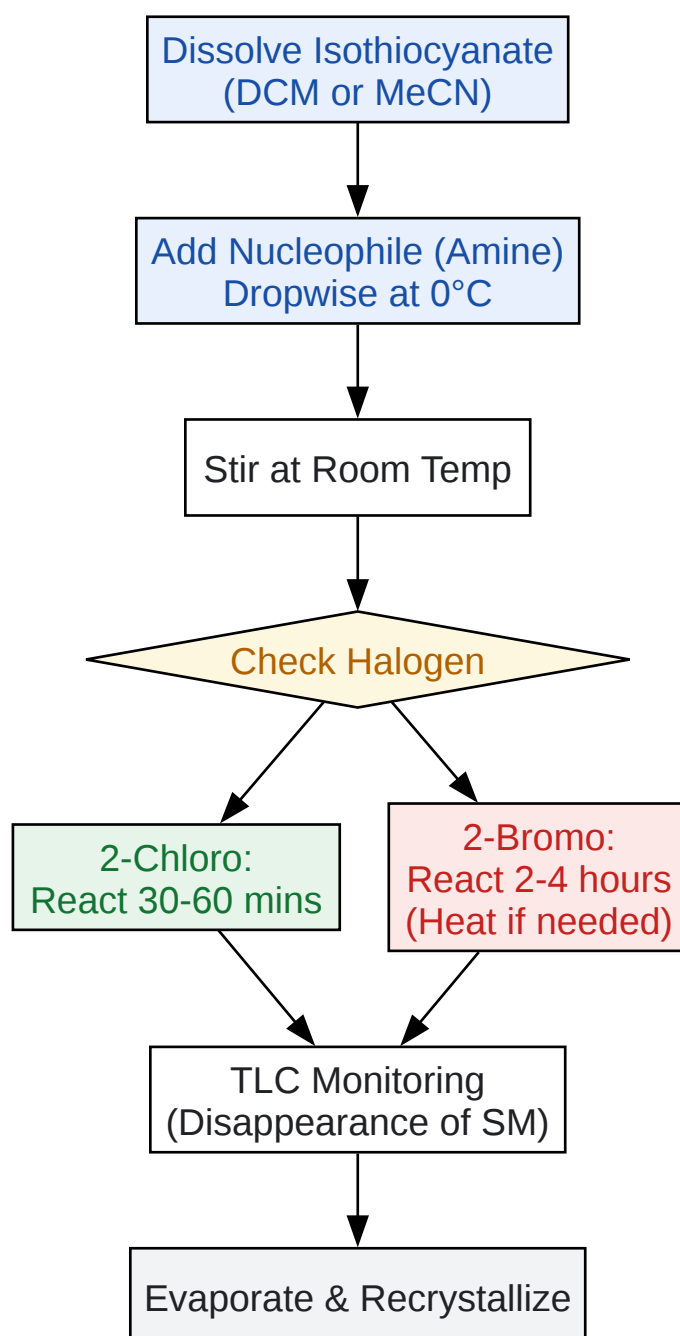 Dissolve Isothiocyanate
(DCM or MeCN)
Add Nucleophile (Amine)
Dropwise at 0°C
Stir at Room Temp
Check Halogen
2-Chloro:
React 30-60 mins
2-Bromo:
React 2-4 hours
(Heat if needed)
TLC Monitoring
(Disappearance of SM)
Evaporate & Recrystallize